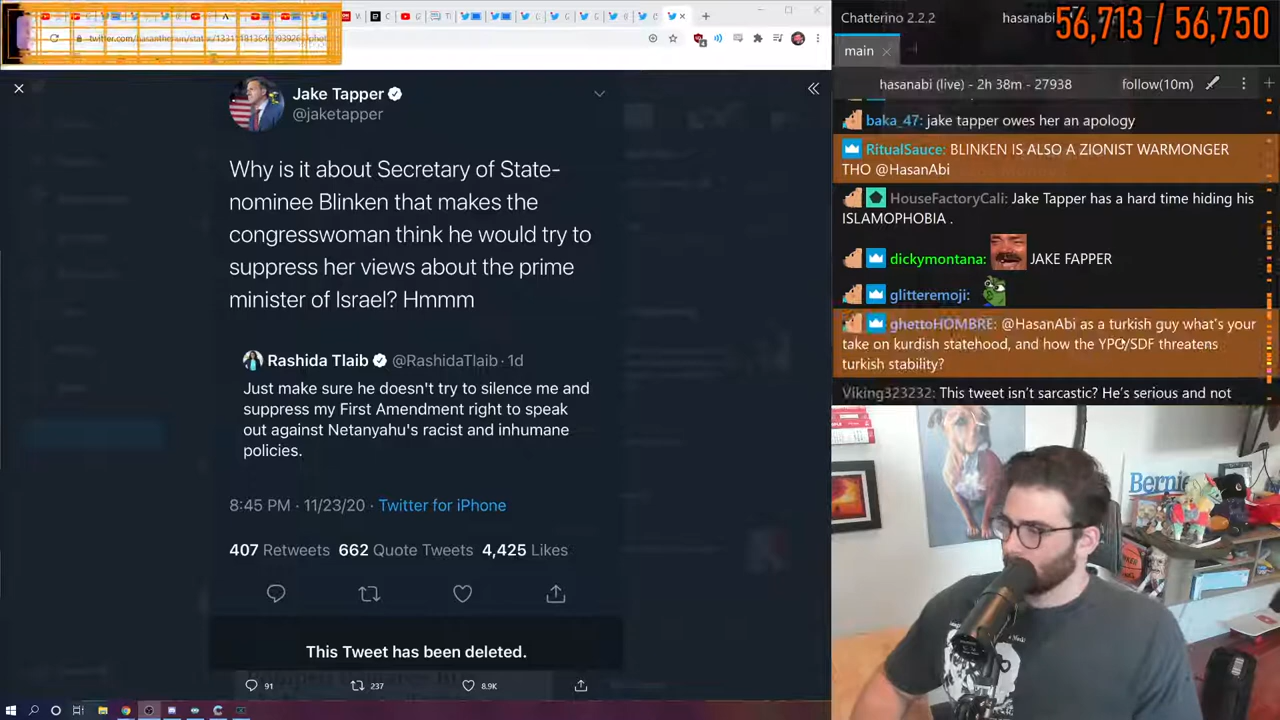 Jake Tapper
@jaketapper
Why is it about Secretary of State-
nominee Blinken that makes the
congresswoman think he would try to
suppress her views about the prime
minister of Israel? Hmmm
Rashida Tlaib @RashidaTlaib · 1d
Just make sure he doesn't try to silence me and
suppress my First Amendment right to speak
out against Netanyahu's racist and inhumane
policies.
8:45 PM · 11/23/20 · Twitter for iPhone
407 Retweets 662 Quote Tweets 4,425 Likes
This Tweet has been deleted.
91 237 8.9K
Chatterino 2.2.2
hasanabi
56,713 / 56,750
main
hasanabi (live) - 2h 38m - 27938
follow(10m)
baka_47: jake tapper owes her an apology
RitualSauce: BLINKEN IS ALSO A ZIONIST WARMONGER
THO @HasanAbi
HouseFactoryCali: Jake Tapper has a hard time hiding his
ISLAMOPHOBIA .
dickymontana: JAKE FAPPER
glitteremoji:
ghettoHOMBRE: @HasanAbi as a turkish guy what's your
take on kurdish statehood, and how the YPG/SDF threatens
turkish stability?
Viking323232: This tweet isn't sarcastic? He's serious and not
Bernie